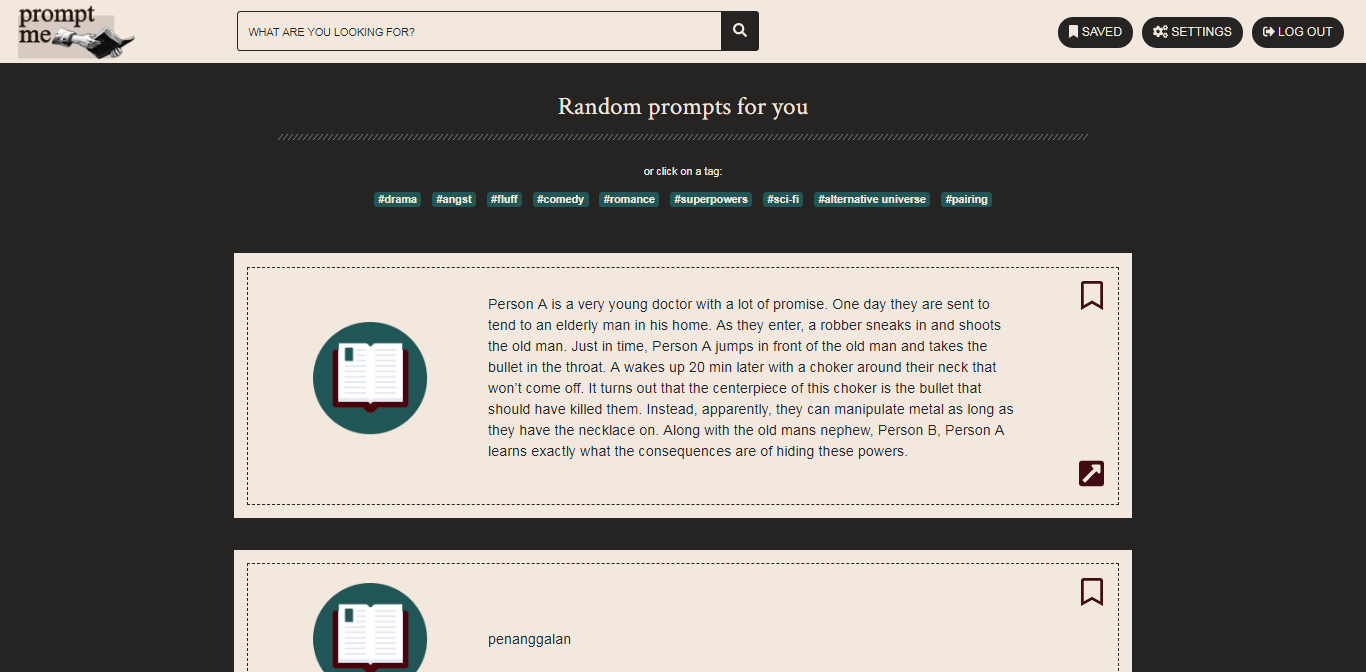 prompt
me
WHAT ARE YOU LOOKING FOR?
SAVED
SETTINGS
LOG OUT
Random prompts for you
or click on a tag:
#drama #angst #fluff #comedy #romance #superpowers #sci-fi #alternative universe #pairing
Person A is a very young doctor with a lot of promise. One day they are sent to
tend to an elderly man in his home. As they enter, a robber sneaks in and shoots
the old man. Just in time, Person A jumps in front of the old man and takes the
bullet in the throat. A wakes up 20 min later with a choker around their neck that
won’t come off. It turns out that the centerpiece of this choker is the bullet that
should have killed them. Instead, apparently, they can manipulate metal as long as
they have the necklace on. Along with the old mans nephew, Person B, Person A
learns exactly what the consequences are of hiding these powers.
penanggalan